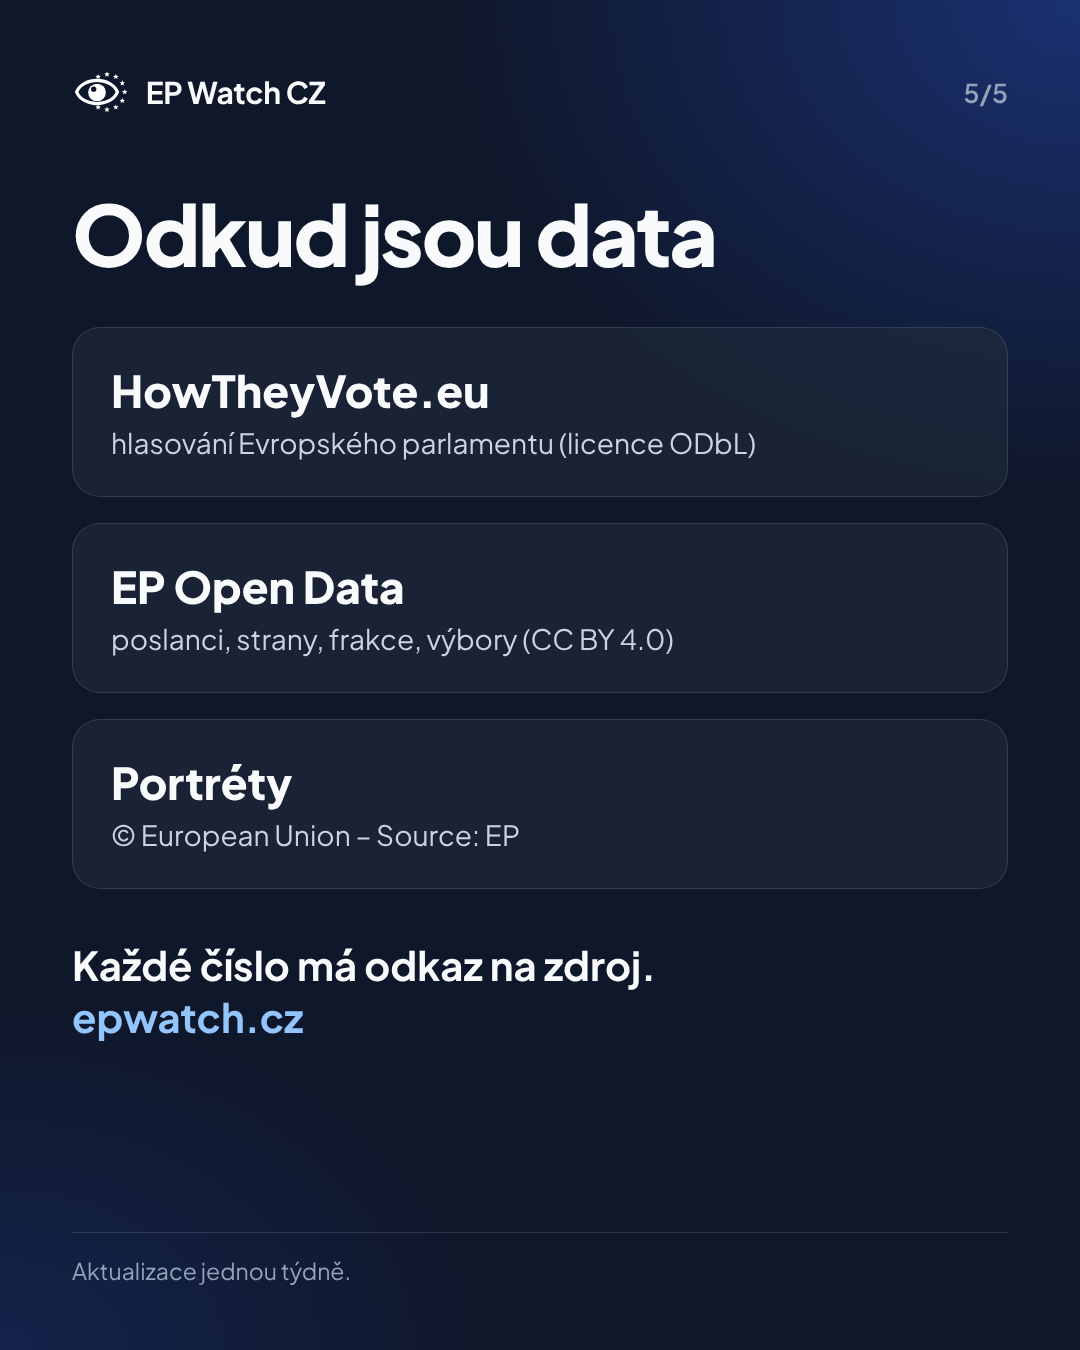 EP Watch CZ
5/5
Odkud jsou data
HowTheyVote.eu
hlasování Evropského parlamentu (licence ODbL)
EP Open Data
poslanci, strany, frakce, výbory (CC BY 4.0)
Portréty
© European Union – Source: EP
Každé číslo má odkaz na zdroj.
epwatch.cz
Aktualizace jednou týdně.